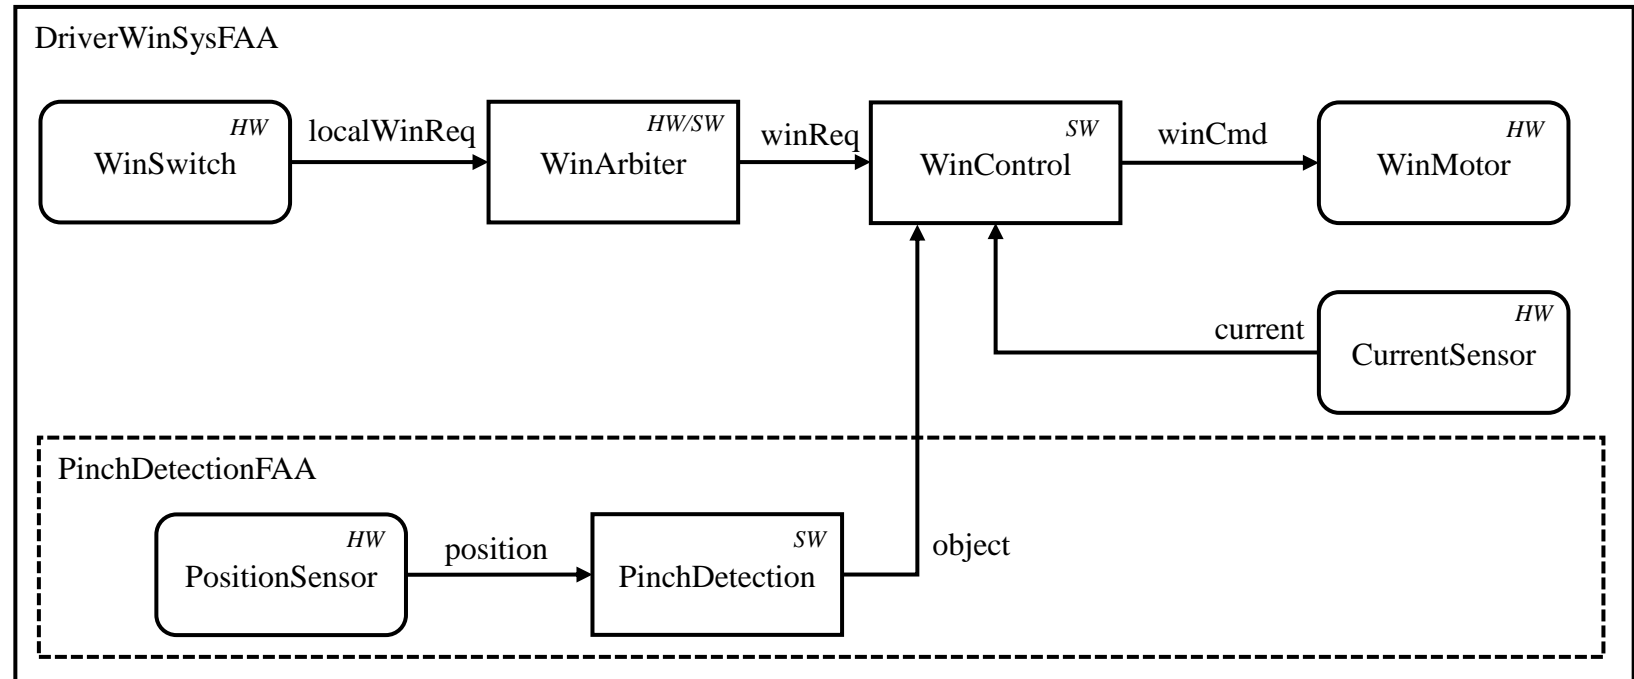 DriverWinSysFAA
HW
WinSwitch
localWinReq
HW/SW
WinArbiter
winReq
SW
WinControl
winCmd
HW
WinMotor
current
HW
CurrentSensor
PinchDetectionFAA
HW
PositionSensor
position
SW
PinchDetection
object